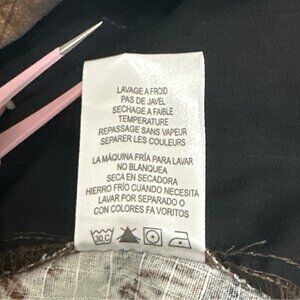 LAVAGE A FROID
PAS DE JAVEL
SECHAGE A FAIBLE
TEMPERATURE
REPASSAGE SANS VAPEUR
SEPARER LES COULEURS
LA MÁQUINA FRÍA PARA LAVAR
NO BLANQUEA
SECA EN SECADORA
HIERRO FRÍO CUANDO NECESITA
LAVAR POR SEPARADO O
CON COLORES FA VORITOS
30.C